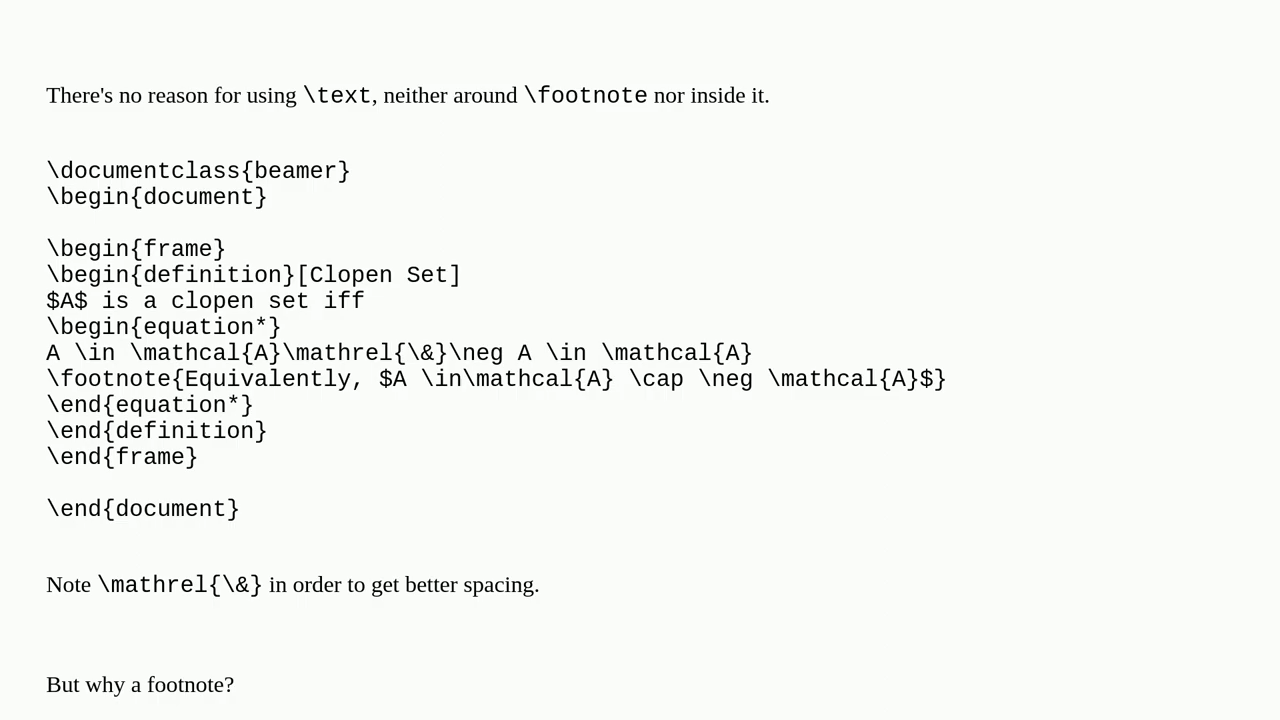 There's no reason for using \text, neither around \footnote nor inside it.
\documentclass{beamer}
\begin{document}
\begin{frame}
\begin{definition}[Clopen Set]
$A$ is a clopen set iff
\begin{equation*}
A \in \mathcal{A}\mathrel{\&}\neg A \in \mathcal{A}
\footnote{Equivalently, $A \in\mathcal{A} \cap \neg \mathcal{A}$}
\end{equation*}
\end{definition}
\end{frame}
\end{document}
Note \mathrel{\&} in order to get better spacing.
But why a footnote?